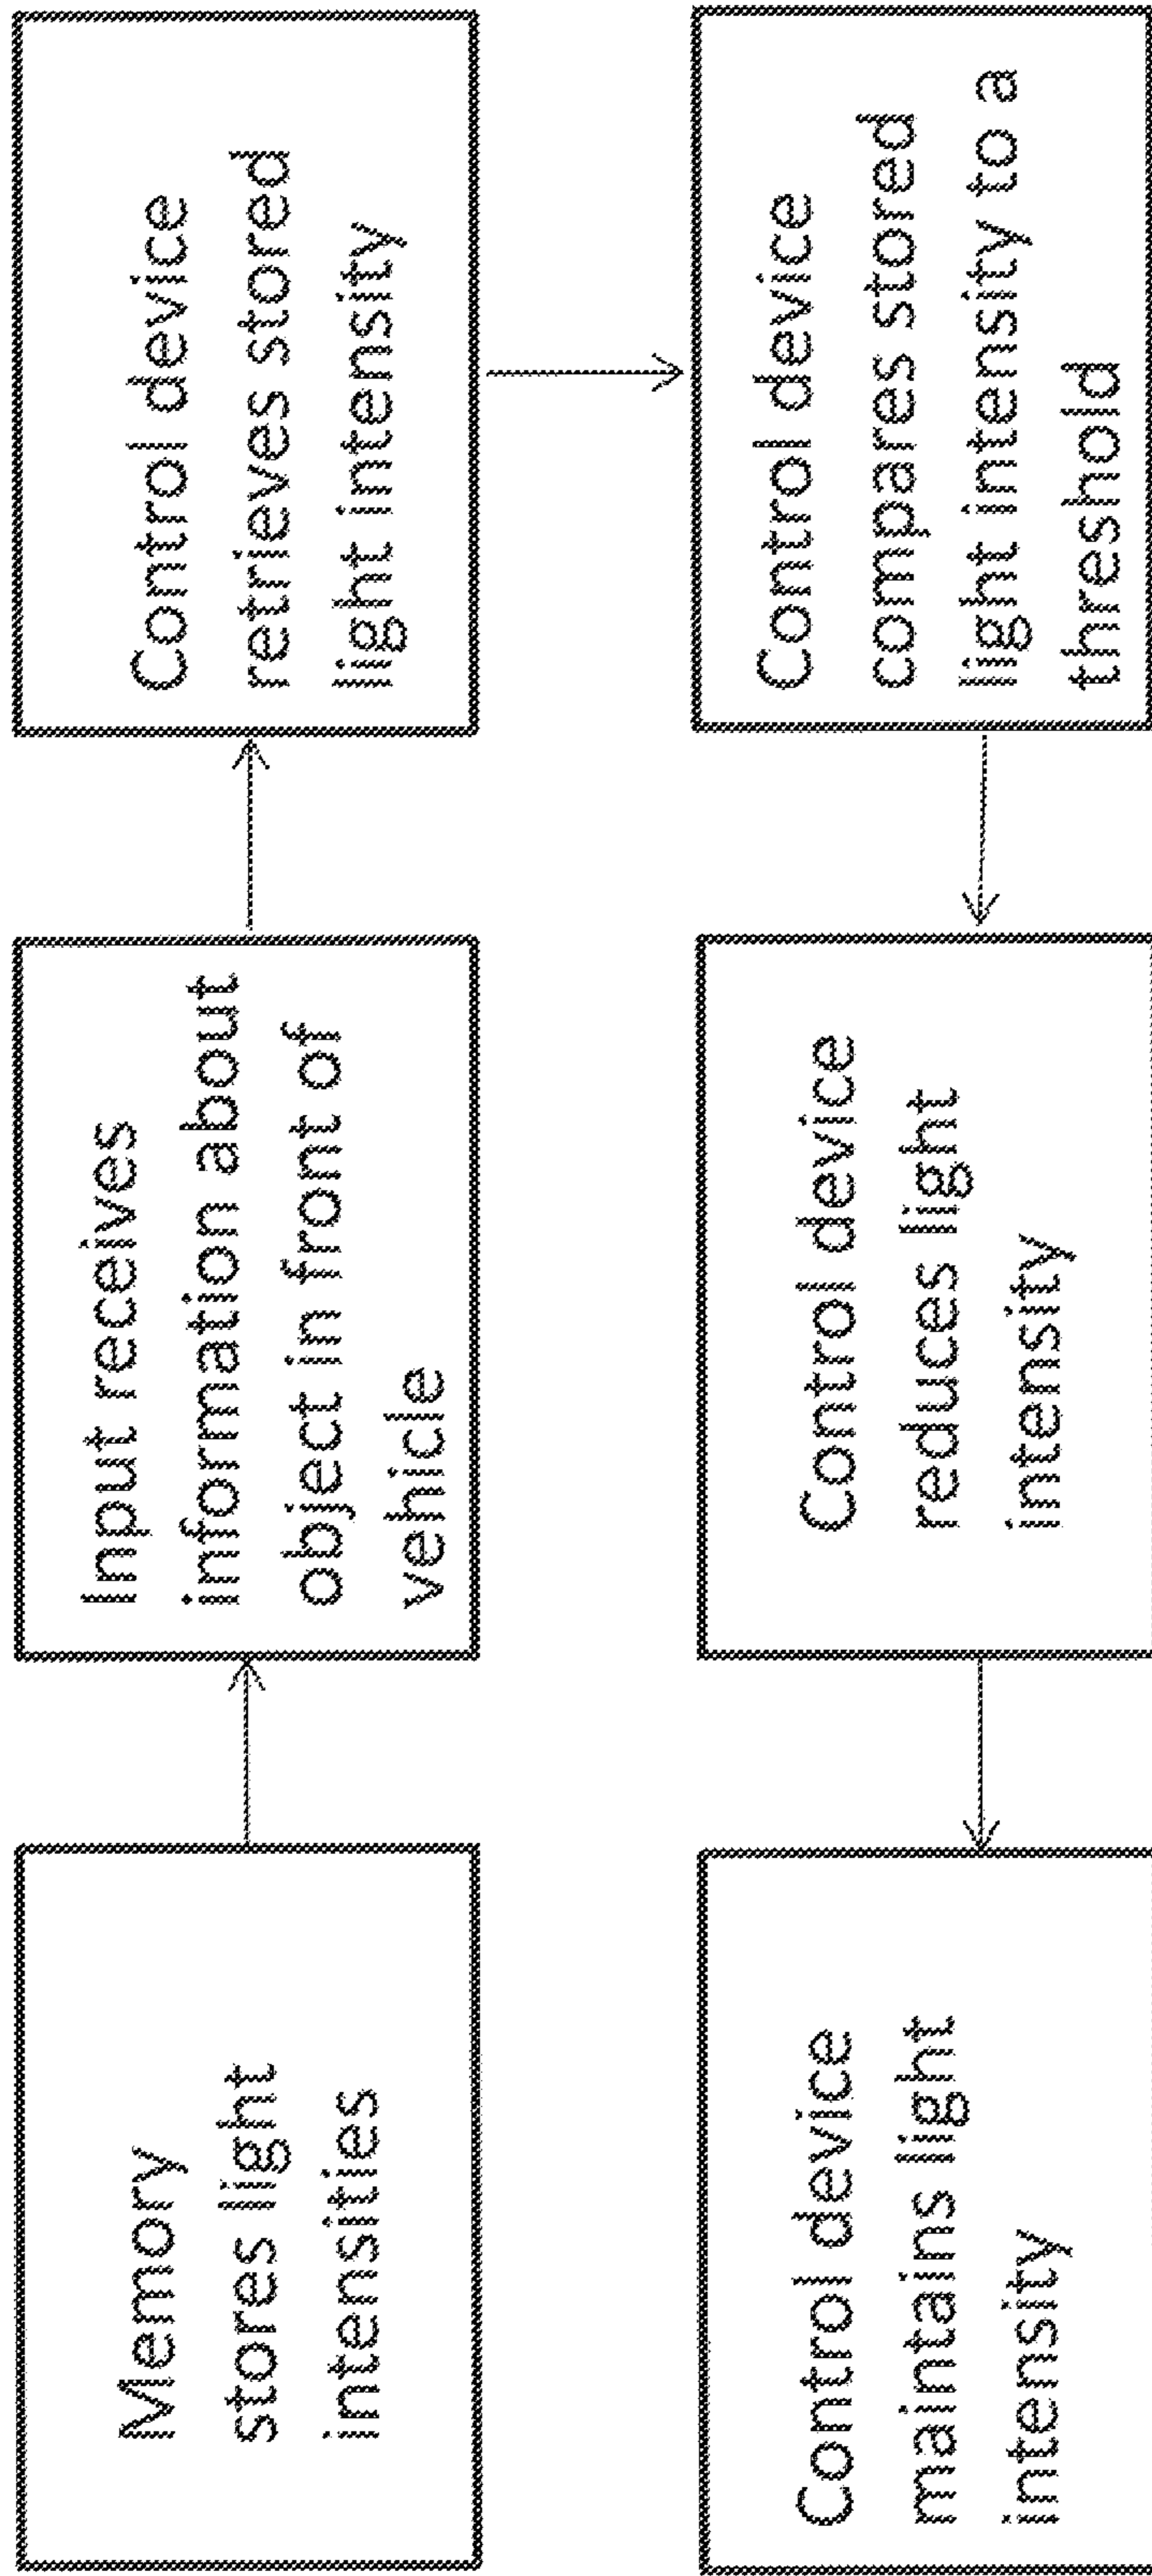 Memory
stores light
intensities
Input receives
information about
object in front of
vehicle
Control device
retrieves stored
light intensity
Control device
compares stored
light intensity to a
threshold
Control device
reduces light
intensity
Control device
maintains light
intensity